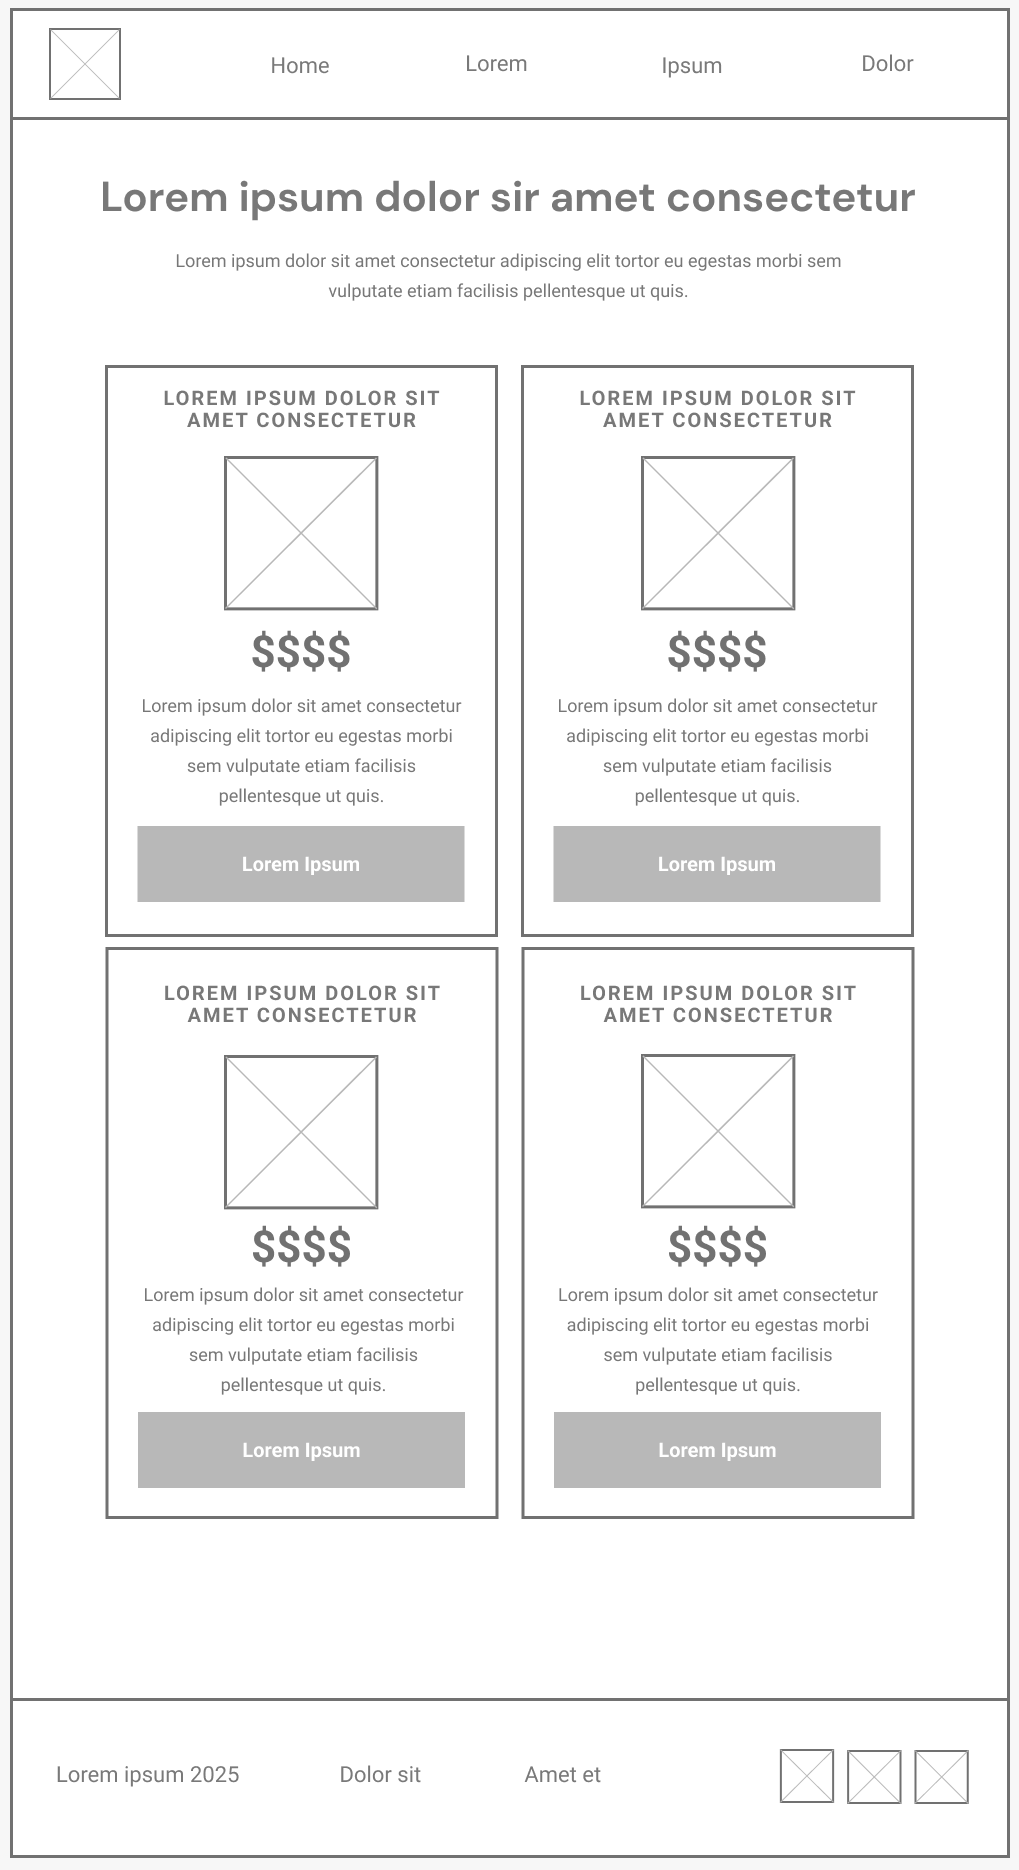 Home Lorem Ipsum Dolor
Lorem ipsum dolor sir amet consectetur
Lorem ipsum dolor sit amet consectetur adipiscing elit tortor eu egestas morbi sem
vulputate etiam facilisis pellentesque ut quis.
LOREM IPSUM DOLOR SIT
AMET CONSECTETUR
$$$$
Lorem ipsum dolor sit amet consectetur
adipiscing elit tortor eu egestas morbi
sem vulputate etiam facilisis
pellentesque ut quis.
Lorem Ipsum
LOREM IPSUM DOLOR SIT
AMET CONSECTETUR
$$$$
Lorem ipsum dolor sit amet consectetur
adipiscing elit tortor eu egestas morbi
sem vulputate etiam facilisis
pellentesque ut quis.
Lorem Ipsum
LOREM IPSUM DOLOR SIT
AMET CONSECTETUR
$$$$
Lorem ipsum dolor sit amet consectetur
adipiscing elit tortor eu egestas morbi
sem vulputate etiam facilisis
pellentesque ut quis.
Lorem Ipsum
LOREM IPSUM DOLOR SIT
AMET CONSECTETUR
$$$$
Lorem ipsum dolor sit amet consectetur
adipiscing elit tortor eu egestas morbi
sem vulputate etiam facilisis
pellentesque ut quis.
Lorem Ipsum
Lorem ipsum 2025 Dolor sit Amet et